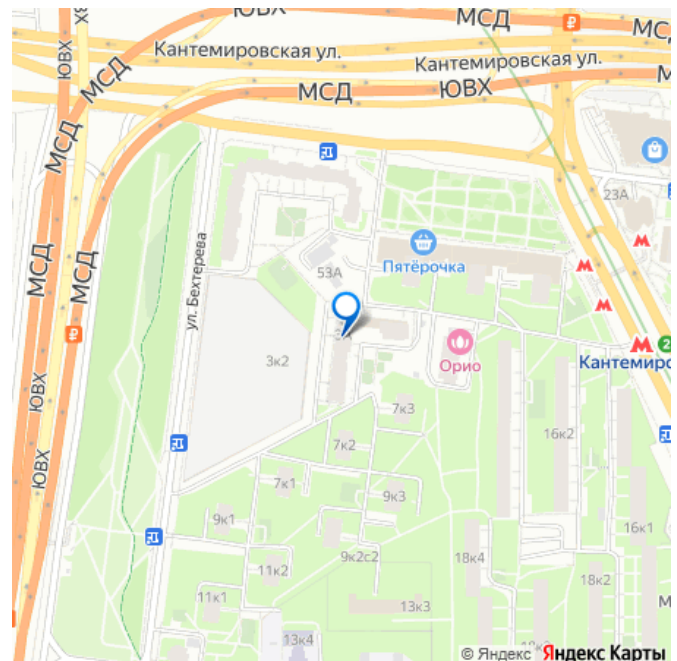 ЮВХ
МСД
МСД
ЮВХ
Кантемировская ул.
Кантемировская ул.
МСД
МСД
ЮВХ
МСД
23А
ул. Бехтерева
Пятёрочка
МСД
МСД
53А
Орио
Кантемиро
3к2
ЮВХ
7к3
16к2
7к2
ЮВХ
7к1
9к3
9к1
16к1
9к2с2
18к4
11к2
18к2
11к1
13к3
13к4
© Яндекс Яндекс Карты